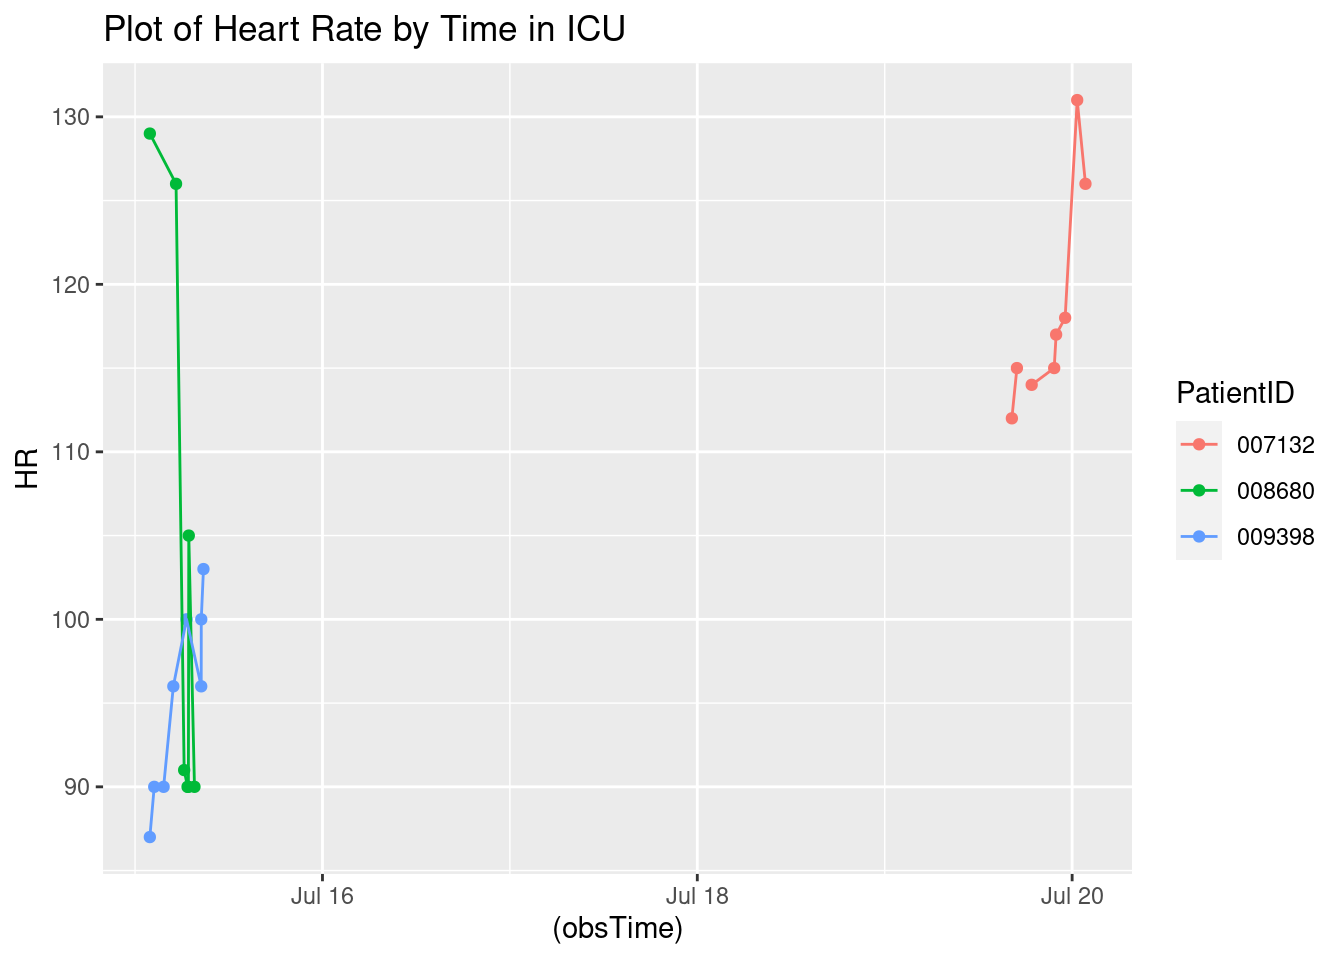 Plot of Heart Rate by Time in ICU
130
120
110
100
90
HR
Jul 16
Jul 18
Jul 20
(obsTime)
PatientID
007132
008680
009398